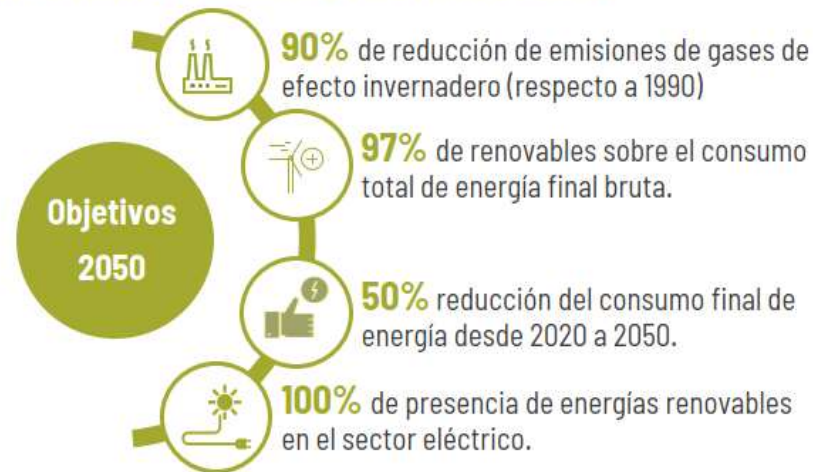 90% de reducción de emisiones de gases de
efecto invernadero (respecto a 1990)
97% de renovables sobre el consumo
total de energía final bruta.
Objetivos
2050
50% reducción del consumo final de
energía desde 2020 a 2050.
100% de presencia de energías renovables
en el sector eléctrico.